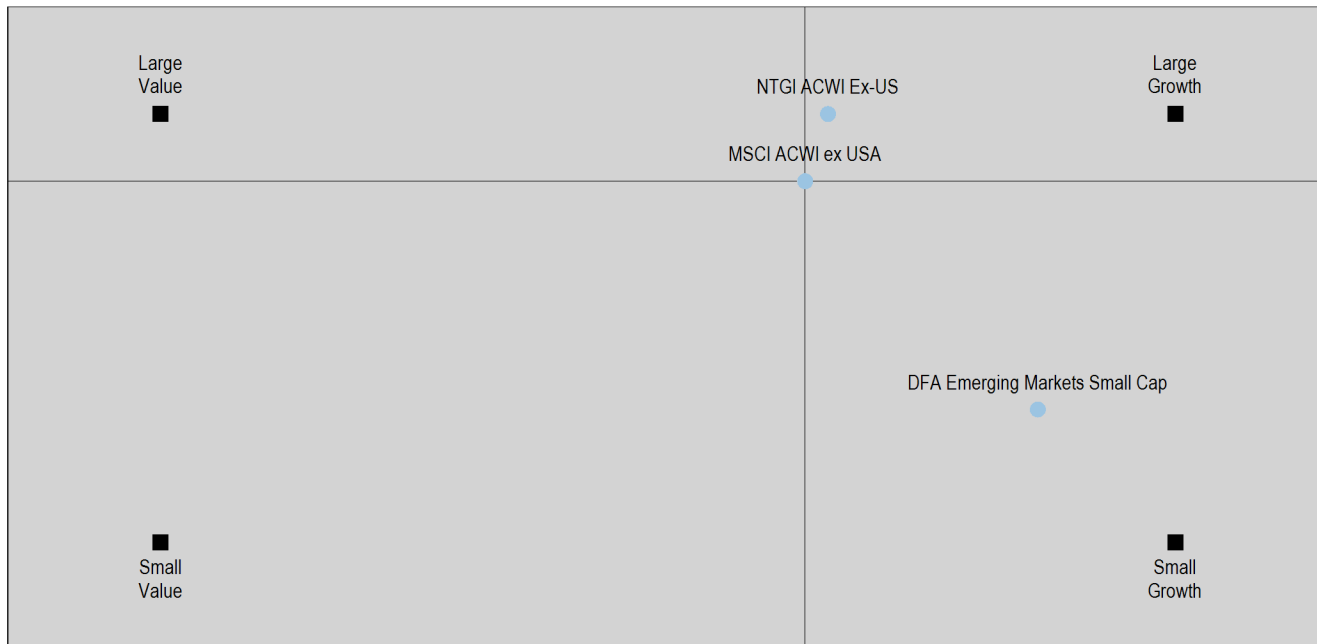 Large
Value
NTGI ACWI Ex-US
Large
Growth
MSCI ACWI ex USA
DFA Emerging Markets Small Cap
Small
Value
Small
Growth